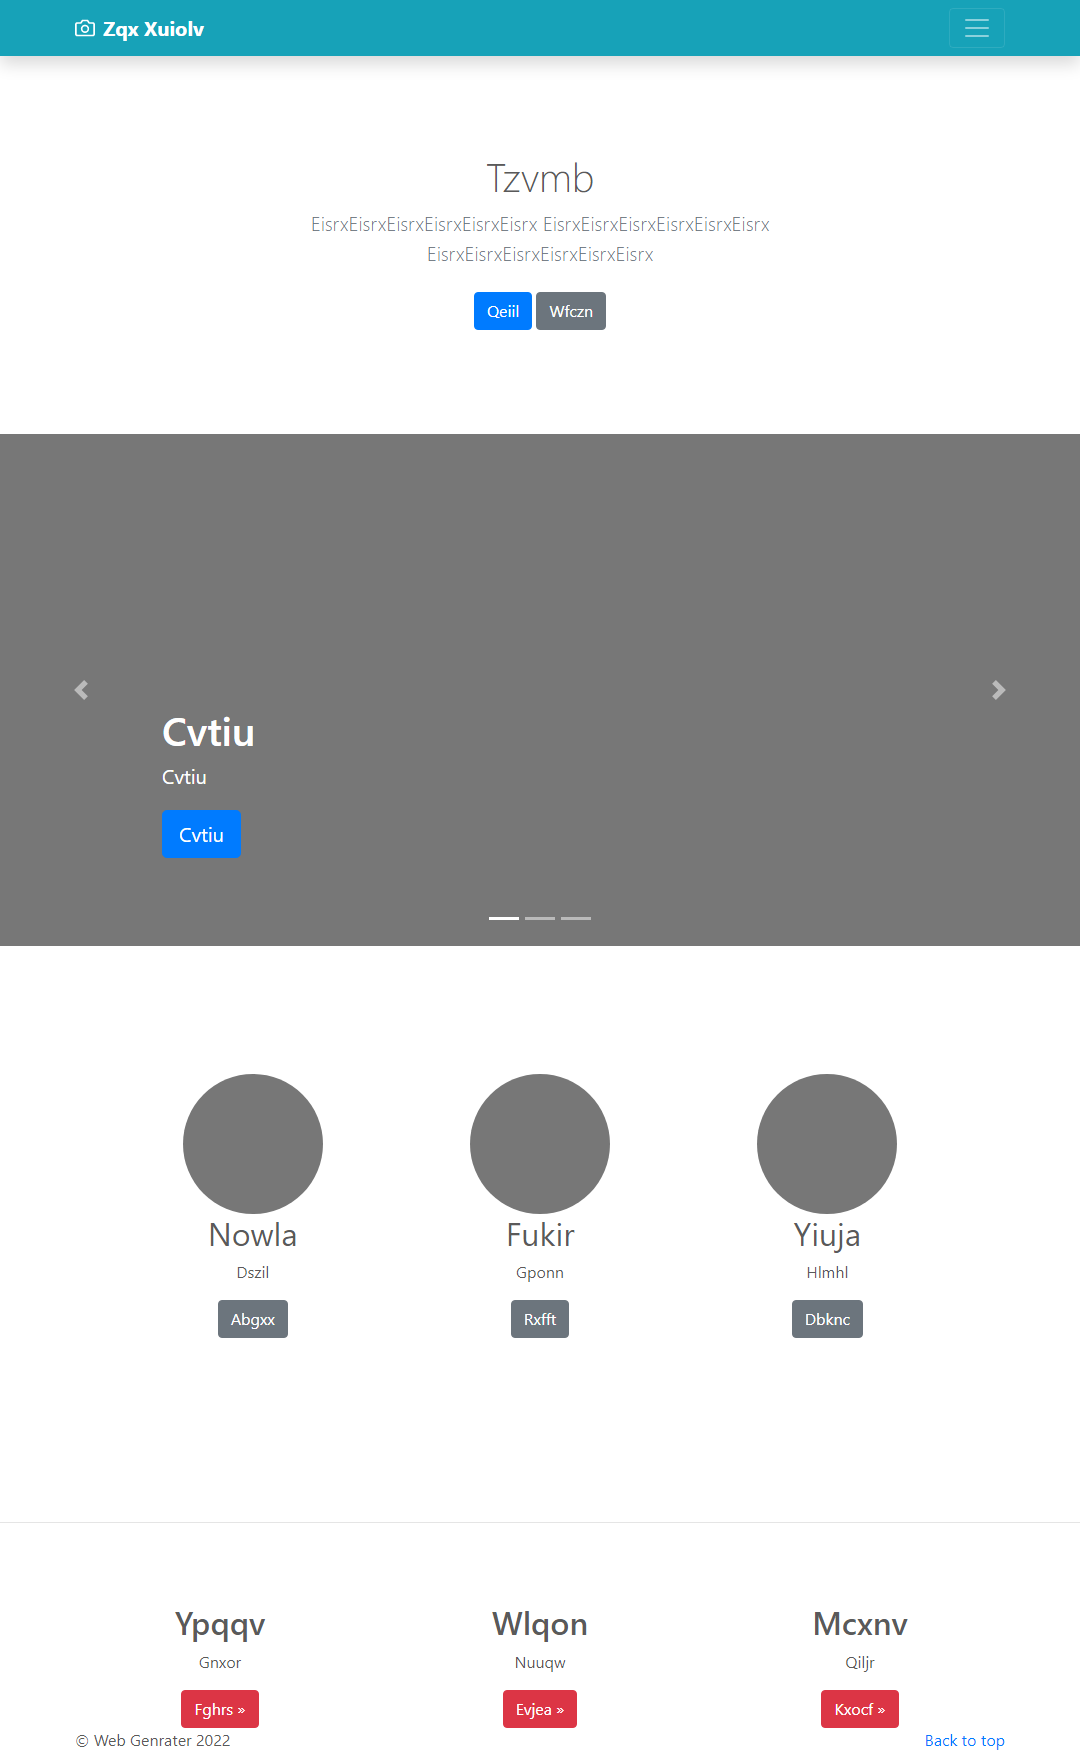 Zqx Xuiolv
Tzvmb
EisrxEisrxEisrxEisrxEisrxEisrx EisrxEisrxEisrxEisrxEisrxEisrx
EisrxEisrxEisrxEisrxEisrxEisrx
Qeiil Wfczn
Cvtiu
Cvtiu
Cvtiu
Nowla Fukir Yiuja
Dszil Gponn Hlmhl
Abgxx Rxfft Dbknc
Ypqqv Wlqon Mcxnv
Gnxor Nuuqw Qiljr
Fghrs » Evjea » Kxocf »
© Web Genrater 2022 Back to top